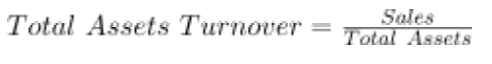 Total Assets Turnover = Sales / Total Assets